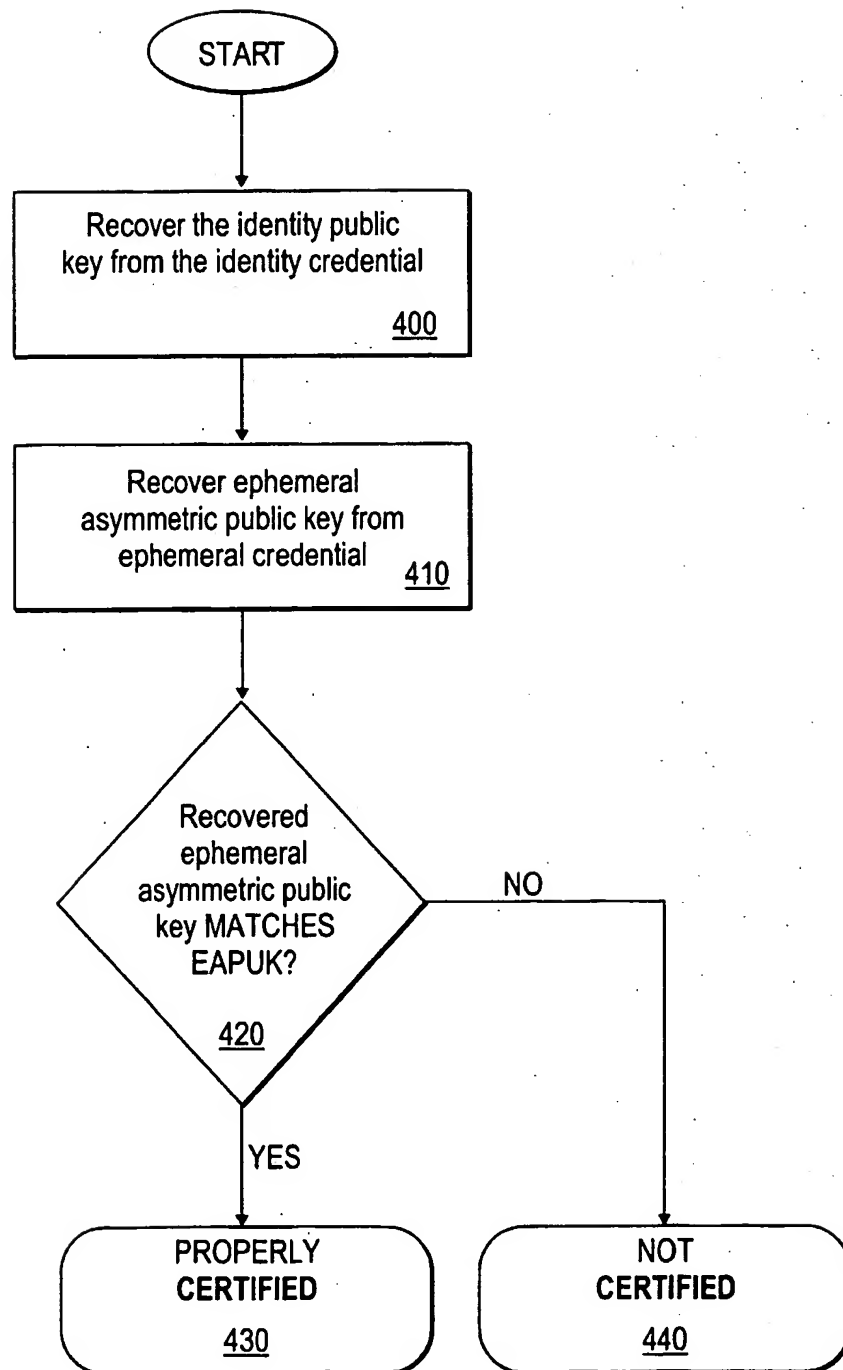 START
Recover the identity public
key from the identity credential
400
Recover ephemeral
asymmetric public key from
ephemeral credential
410
Recovered
ephemeral
asymmetric public
key MATCHES
EAPUK?
420
NO
YES
PROPERLY
CERTIFIED
430
NOT
CERTIFIED
440